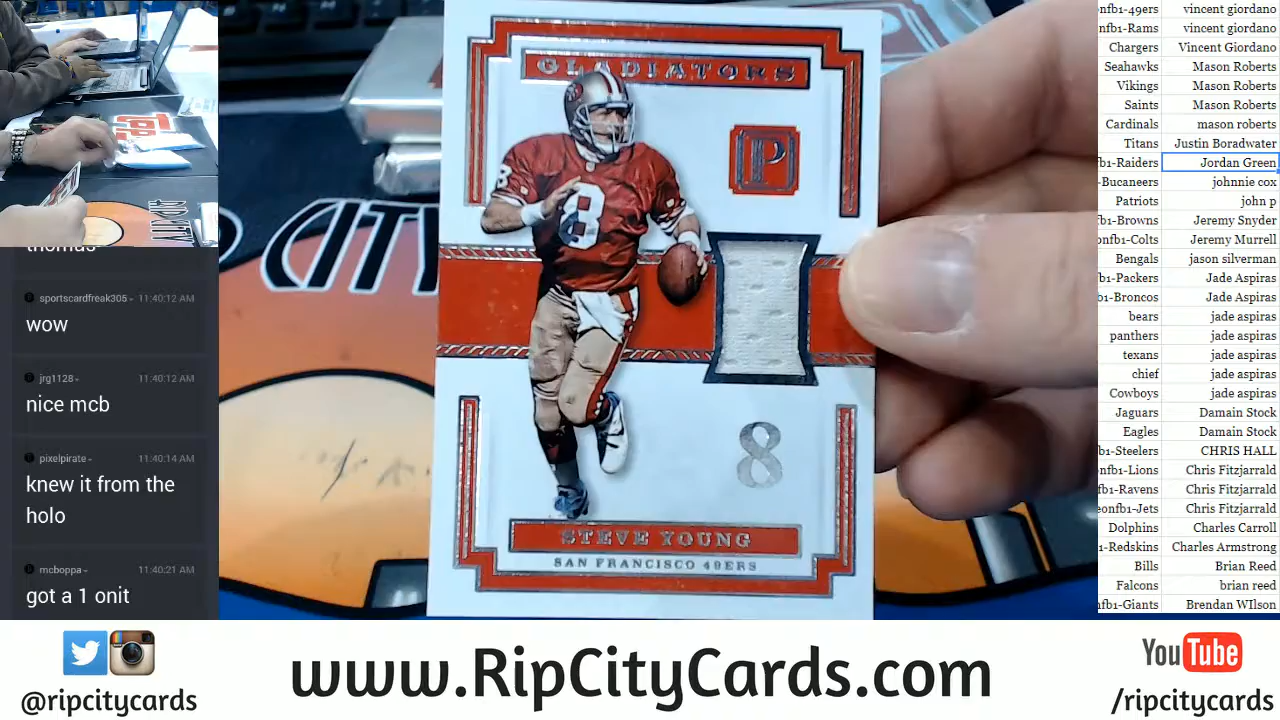 thomas
sportscardfreak305- 11:40:12 AM
wow
jrg1128- 11:40:12 AM
nice mcb
pixelpirate- 11:40:14 AM
knew it from the
holo
mcboppa- 11:40:21 AM
got a 1 onit
CITY
GLADIATORS
P
8
8
8
STEVE YOUNG
SAN FRANCISCO 49ERS
onfb1-49ers vincent giordano
onfb1-Rams vincent giordano
Chargers Vincent Giordano
Seahawks Mason Roberts
Vikings Mason Roberts
Saints Mason Roberts
Cardinals mason roberts
Titans Justin Boradwater
fb1-Raiders Jordan Green
-Bucaneers johnnie cox
Patriots john p
fb1-Browns Jeremy Snyder
onfb1-Colts Jeremy Murrell
Bengals jason silverman
b1-Packers Jade Aspiras
b1-Broncos Jade Aspiras
bears jade aspiras
panthers jade aspiras
texans jade aspiras
chief jade aspiras
Cowboys jade aspiras
Jaguars Damain Stock
Eagles Damain Stock
b1-Steelers CHRIS HALL
onfb1-Lions Chris Fitzjarrald
fb1-Ravens Chris Fitzjarrald
eonfb1-Jets Chris Fitzjarrald
Dolphins Charles Carroll
1-Redskins Charles Armstrong
Bills Brian Reed
Falcons brian reed
nfb1-Giants Brendan WIlson
@ripcitycards
www.RipCityCards.com
YouTube
/ripcitycards